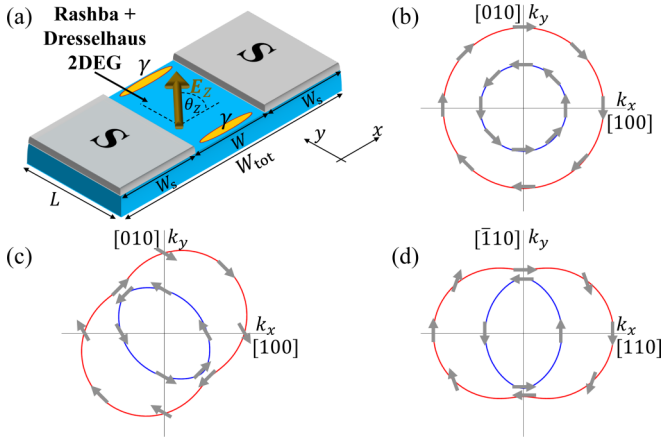 (a)
Rashba +
Dresselhaus
2DEG
γ
E_Z
θ_Z
S
S
γ
W_s
W
W_s
W_tot
L
y
x
(b)
[010]
k_y
k_x
[100]
(c)
[010]
k_y
k_x
[100]
(d)
[1̄10]
k_y
k_x
[110]